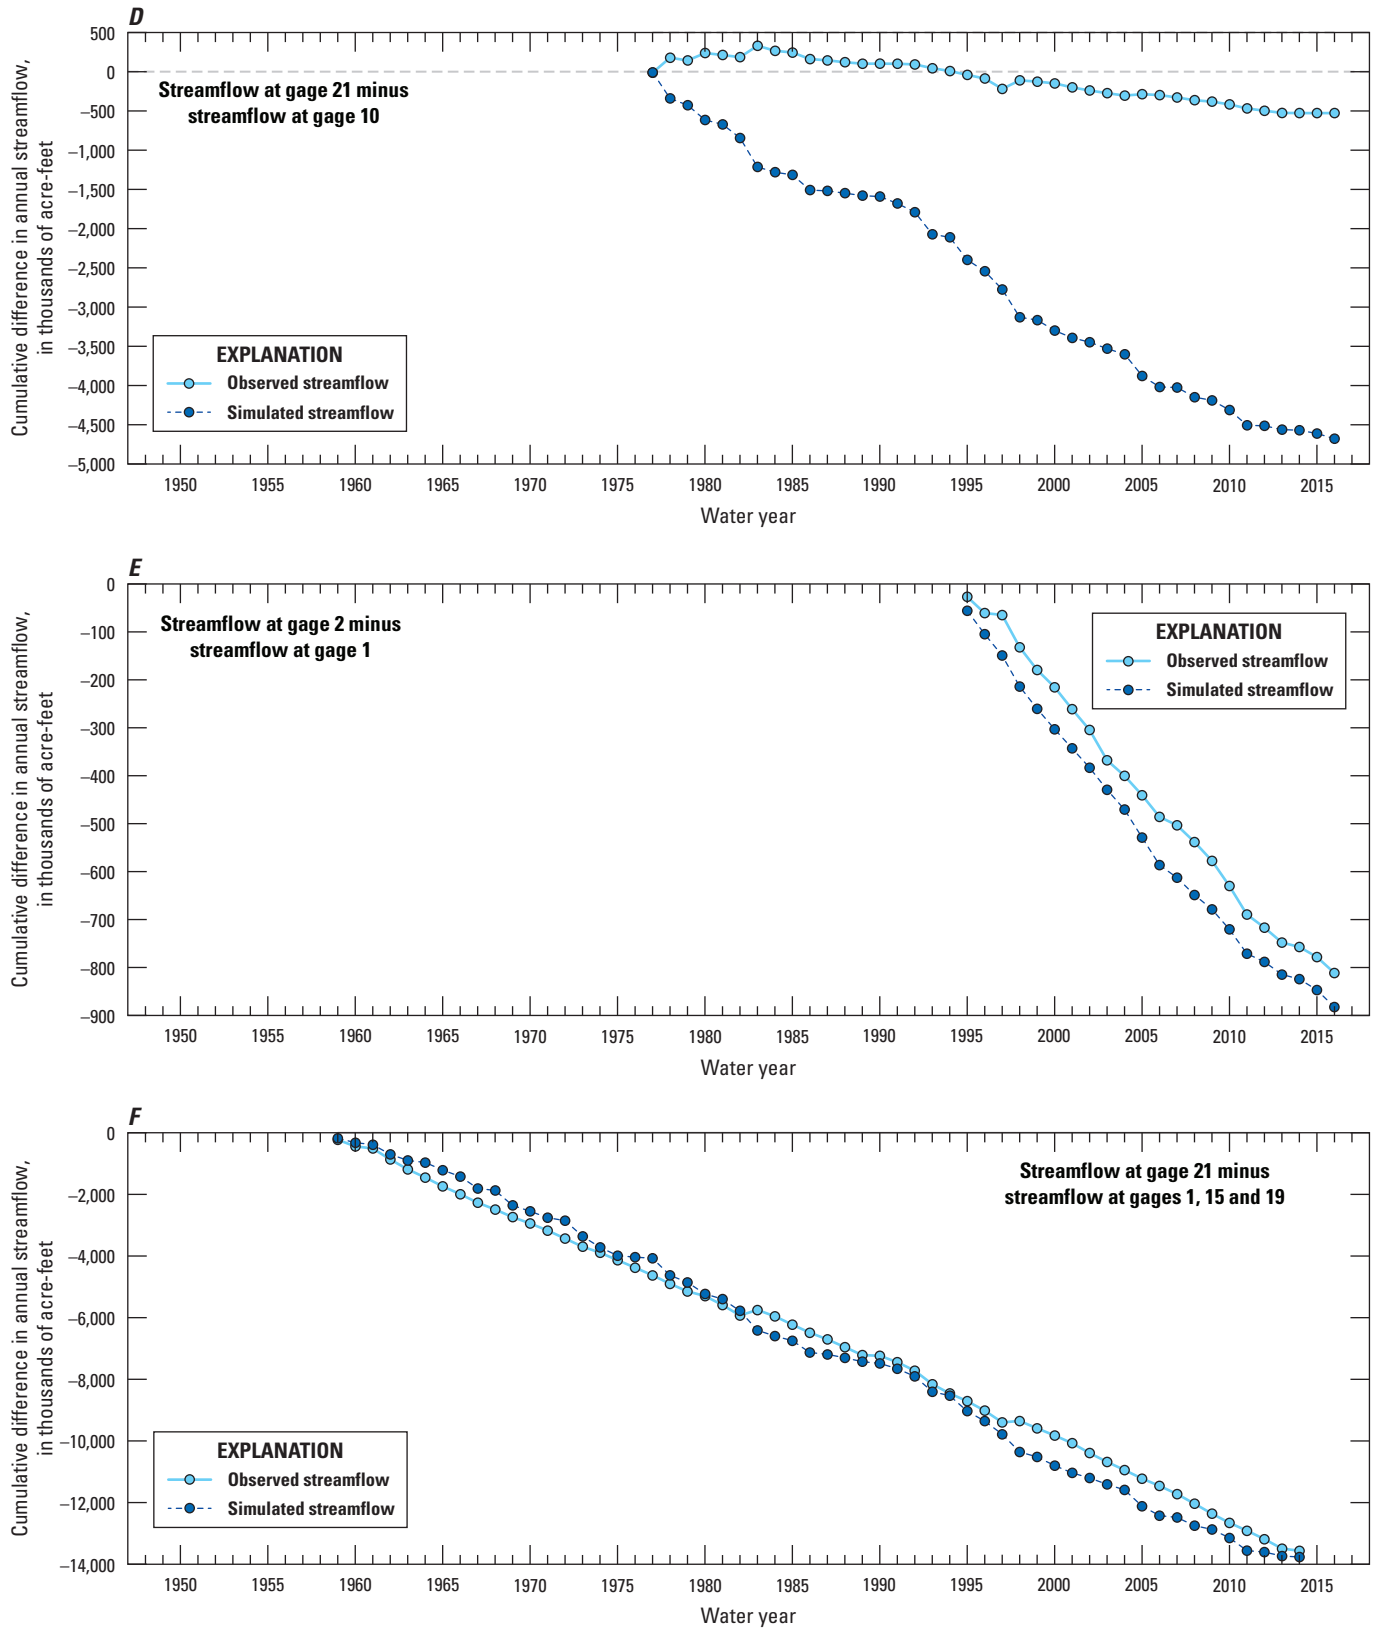 D
Cumulative difference in annual streamflow,
in thousands of acre-feet
500
0
–500
–1,000
–1,500
–2,000
–2,500
–3,000
–3,500
–4,000
–4,500
–5,000
Streamflow at gage 21 minus
streamflow at gage 10
EXPLANATION
Observed streamflow
Simulated streamflow
1950 1955 1960 1965 1970 1975 1980 1985 1990 1995 2000 2005 2010 2015
Water year
E
Cumulative difference in annual streamflow,
in thousands of acre-feet
0
–100
–200
–300
–400
–500
–600
–700
–800
–900
Streamflow at gage 2 minus
streamflow at gage 1
EXPLANATION
Observed streamflow
Simulated streamflow
1950 1955 1960 1965 1970 1975 1980 1985 1990 1995 2000 2005 2010 2015
Water year
F
Cumulative difference in annual streamflow,
in thousands of acre-feet
0
–2,000
–4,000
–6,000
–8,000
–10,000
–12,000
–14,000
Streamflow at gage 21 minus
streamflow at gages 1, 15 and 19
EXPLANATION
Observed streamflow
Simulated streamflow
1950 1955 1960 1965 1970 1975 1980 1985 1990 1995 2000 2005 2010 2015
Water year